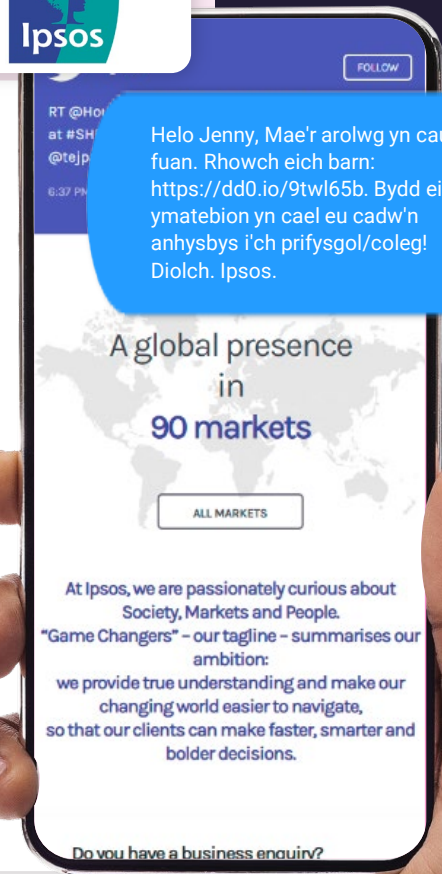 Ipsos
FOLLOW
RT
at
6:37
Helo Jenny, Mae'r arolwg yn
fuan. Rhowch eich barn:
https://dd0.io/9twl65b. Bydd
ymatebion yn cael eu cadw'n
anhysbys i'ch prifysgol/coleg!
Diolch. Ipsos.
A global presence
in
90 markets
ALL MARKETS
At Ipsos, we are passionately curious about
Society, Markets and People.
"Game Changers" – our tagline – summarises our
ambition:
we provide true understanding and make our
changing world easier to navigate,
so that our clients can make faster, smarter and
bolder decisions.
Do you have a business enquiry?